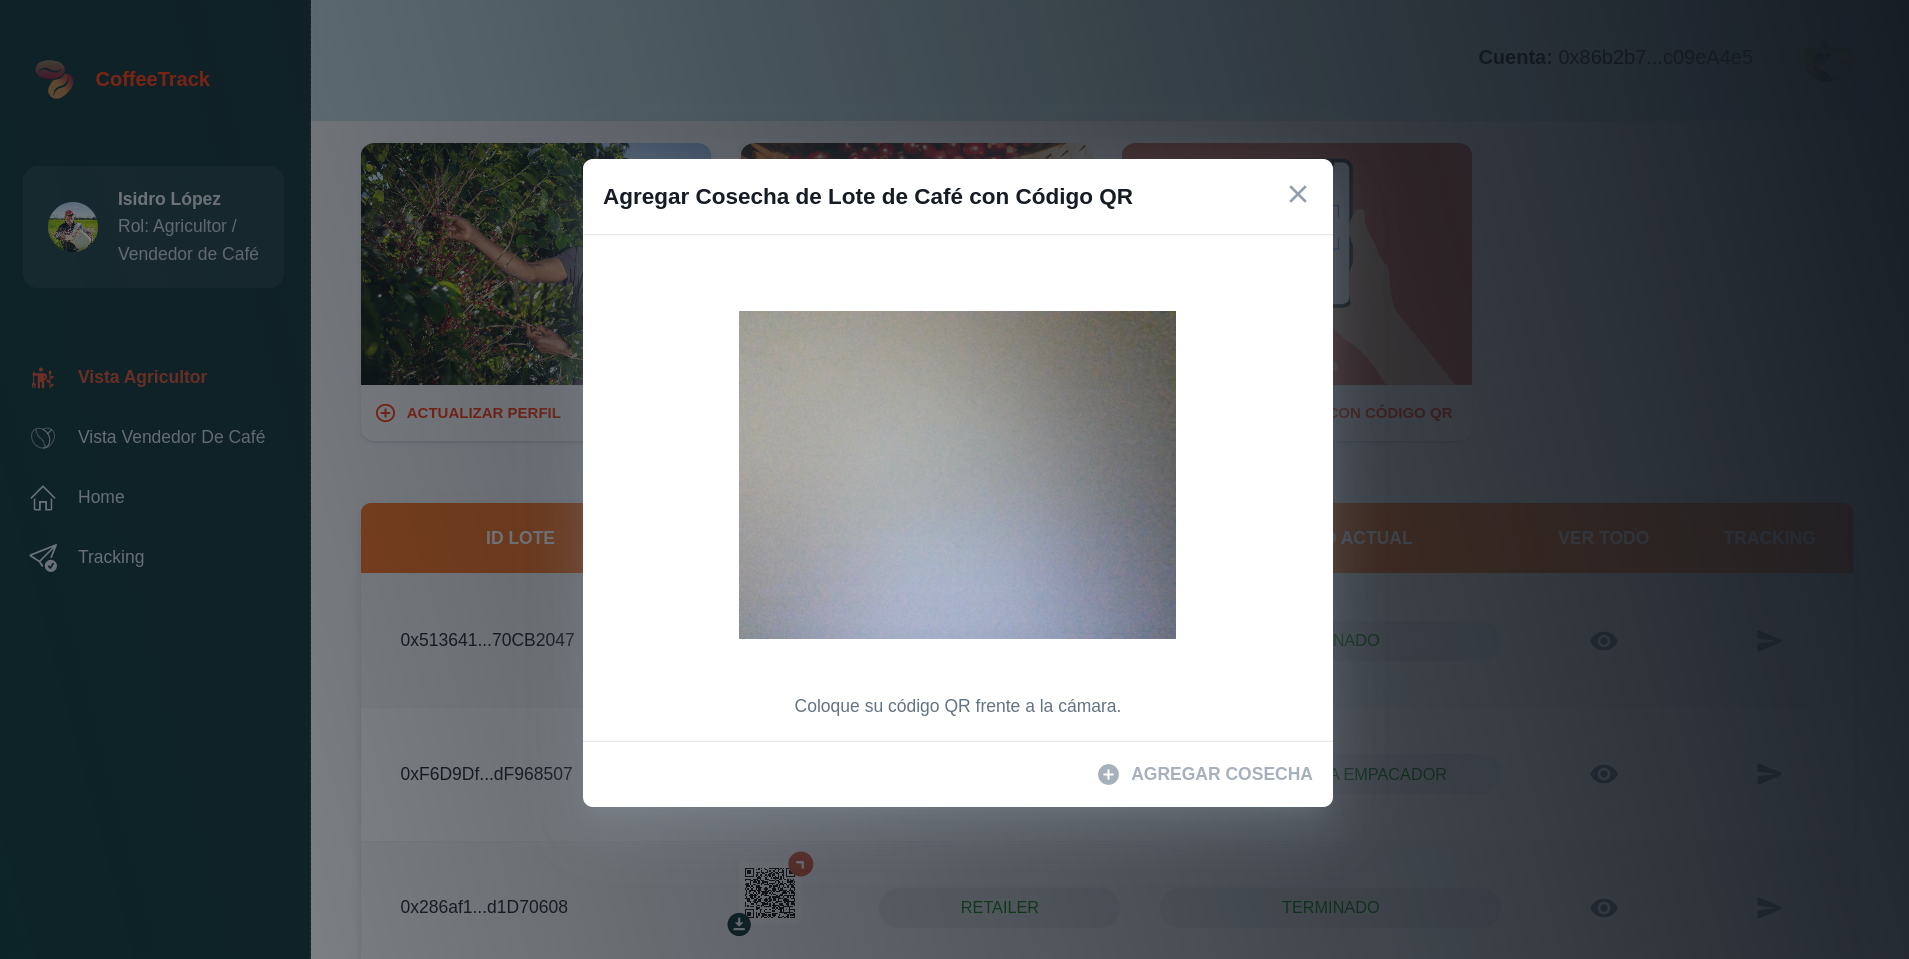 CoffeeTrack
Cuenta: 0x86b2b7...c09eA4e5
Isidro López
Rol: Agricultor /
Vendedor de Café
Vista Agricultor
Vista Vendedor De Café
Home
Tracking
ACTUALIZAR PERFIL
CON CÓDIGO QR
Agregar Cosecha de Lote de Café con Código QR
Coloque su código QR frente a la cámara.
AGREGAR COSECHA
ID LOTE
ACTUAL
VER TODO
TRACKING
0x513641...70CB2047
0xF6D9Df...dF968507
A EMPACADOR
0x286af1...d1D70608
RETAILER
TERMINADO